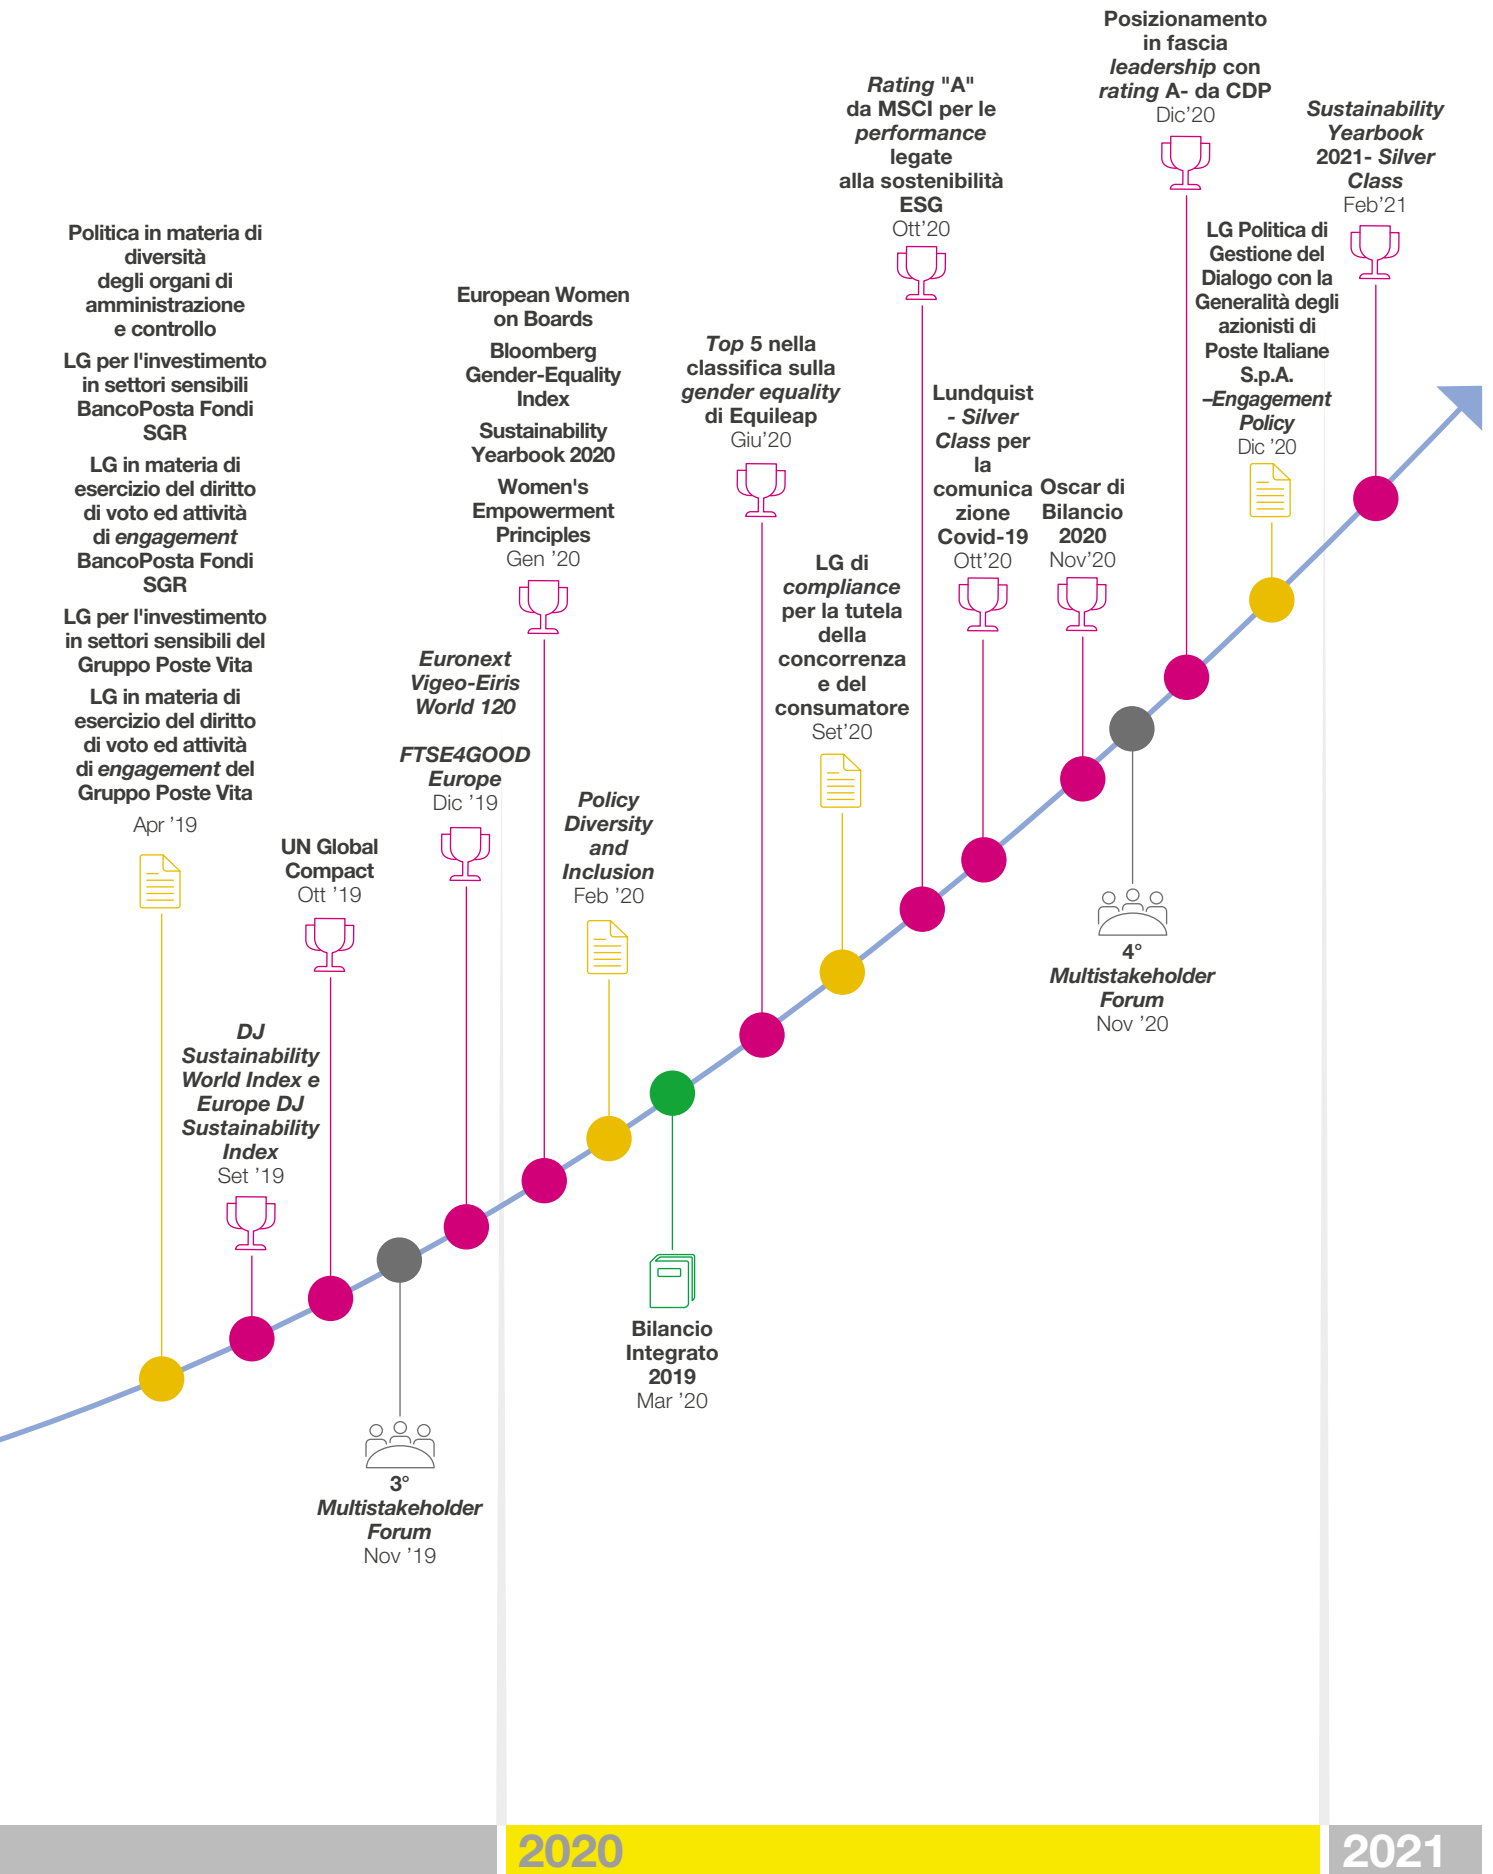 Politica in materia di
diversità
degli organi di
amministrazione
e controllo
LG per l'investimento
in settori sensibili
BancoPosta Fondi
SGR
LG in materia di
esercizio del diritto
di voto ed attività
di engagement
BancoPosta Fondi
SGR
LG per l'investimento
in settori sensibili del
Gruppo Poste Vita
LG in materia di
esercizio del diritto
di voto ed attività
di engagement del
Gruppo Poste Vita
Apr ’19
DJ
Sustainability
World Index e
Europe DJ
Sustainability
Index
Set ’19
UN Global
Compact
Ott ’19
3°
Multistakeholder
Forum
Nov ’19
Euronext
Vigeo-Eiris
World 120
FTSE4GOOD
Europe
Dic ’19
European Women
on Boards
Bloomberg
Gender-Equality
Index
Sustainability
Yearbook 2020
Women's
Empowerment
Principles
Gen ’20
Policy
Diversity
and
Inclusion
Feb ’20
Bilancio
Integrato
2019
Mar ’20
Top 5 nella
classifica sulla
gender equality
di Equileap
Giu’20
LG di
compliance
per la tutela
della
concorrenza
e del
consumatore
Set’20
Rating "A"
da MSCI per le
performance
legate
alla sostenibilità
ESG
Ott’20
Lundquist
- Silver
Class per
la
comunica
zione
Covid-19
Ott’20
Oscar di
Bilancio
2020
Nov’20
4°
Multistakeholder
Forum
Nov ’20
Posizionamento
in fascia
leadership con
rating A- da CDP
Dic’20
LG Politica di
Gestione del
Dialogo con la
Generalità degli
azionisti di
Poste Italiane
S.p.A.
–Engagement
Policy
Dic ’20
Sustainability
Yearbook
2021- Silver
Class
Feb’21
2020
2021